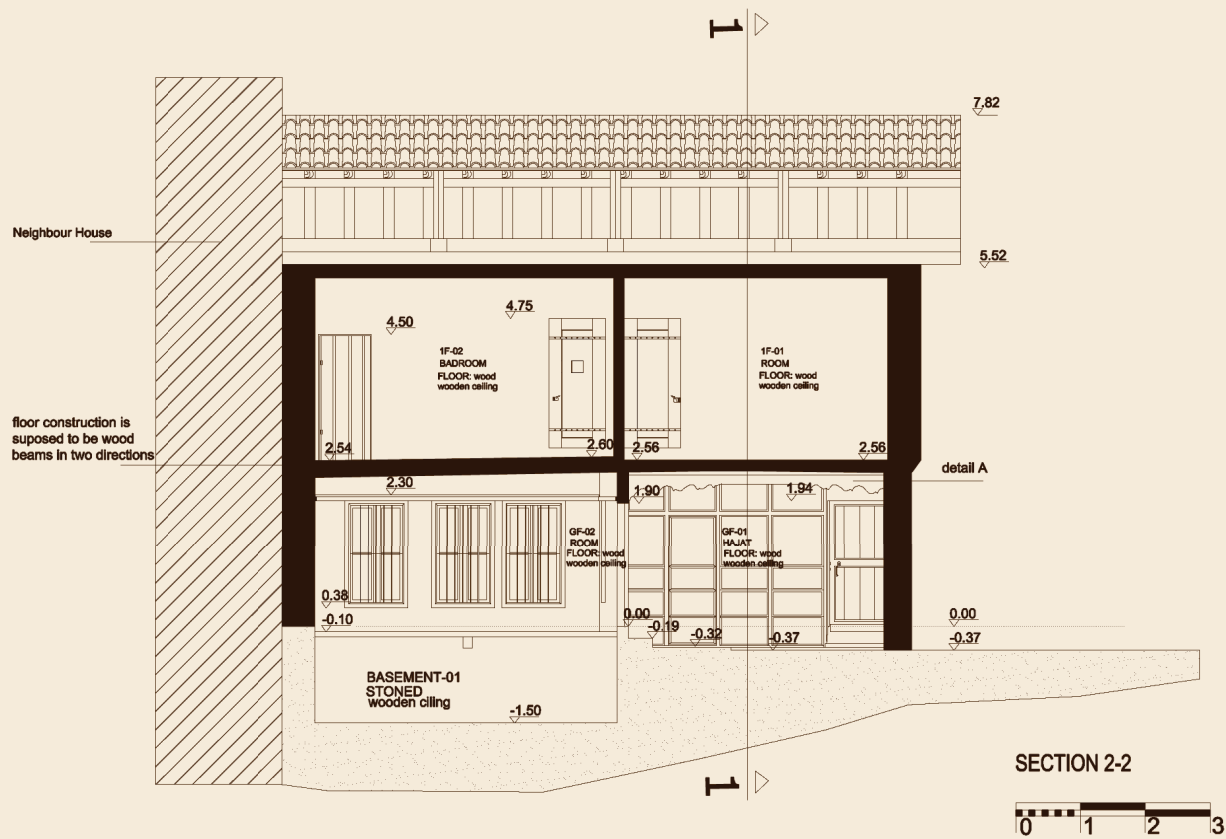 1
7.82
Neighbour House
5.52
4.75
4.50
1F-02
BADROOM
FLOOR: wood
wooden ceiling
1F-01
ROOM
FLOOR: wood
wooden ceiling
floor construction is
suposed to be wood
beams in two directions
2.54
2.60
2.56
2.56
detail A
2.30
1.90
1.94
GF-02
ROOM
FLOOR: wood
wooden ceiling
GF-01
HAJAT
FLOOR: wood
wooden ceiling
0.38
-0.10
0.00
-0.19
-0.32
-0.37
0.00
-0.37
BASEMENT-01
STONED
wooden ciling
-1.50
SECTION 2-2
1
0 1 2 3